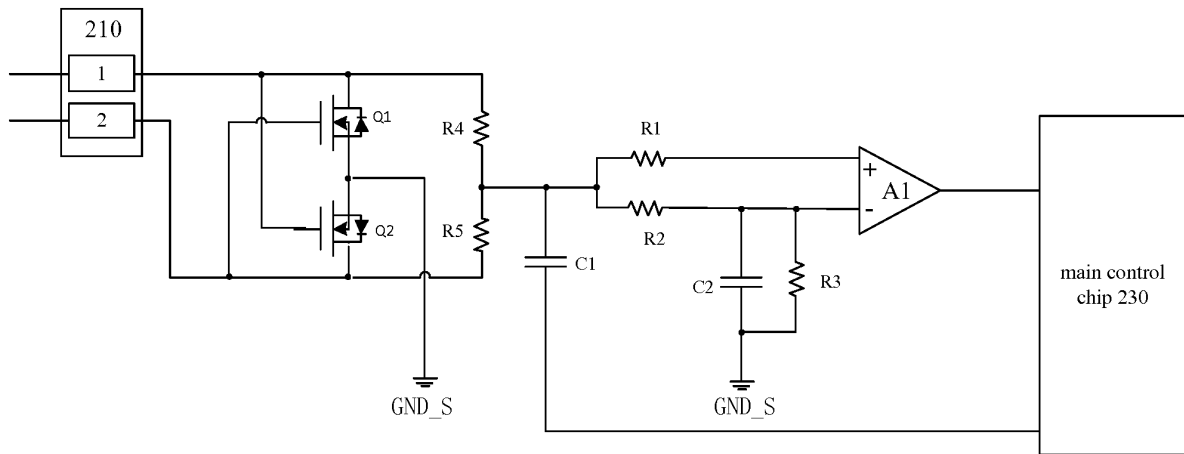 210
1
2
Q1
Q2
R4
R5
R1
R2
C1
C2
R3
+
A1
-
main control
chip 230
GND_S
GND_S